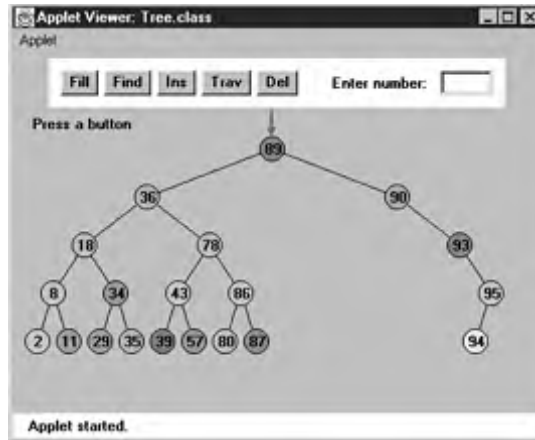 Applet Viewer: Tree.class
Applet
Fill Find Ins Trav Del Enter number:
Press a button
89
36 90
18 78 93
8 34 43 86 95
2 11 29 35 39 57 80 87 94
Applet started.